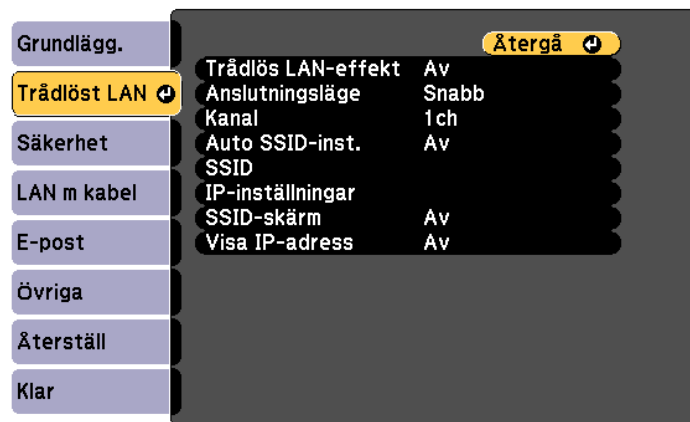 Grundlägg.
Trådlöst LAN
Säkerhet
LAN m kabel
E-post
Övriga
Återställ
Klar
Återgå
Trådlös LAN-effekt Av
Anslutningsläge Snabb
Kanal 1ch
Auto SSID-inst. Av
SSID
IP-inställningar
SSID-skärm Av
Visa IP-adress Av